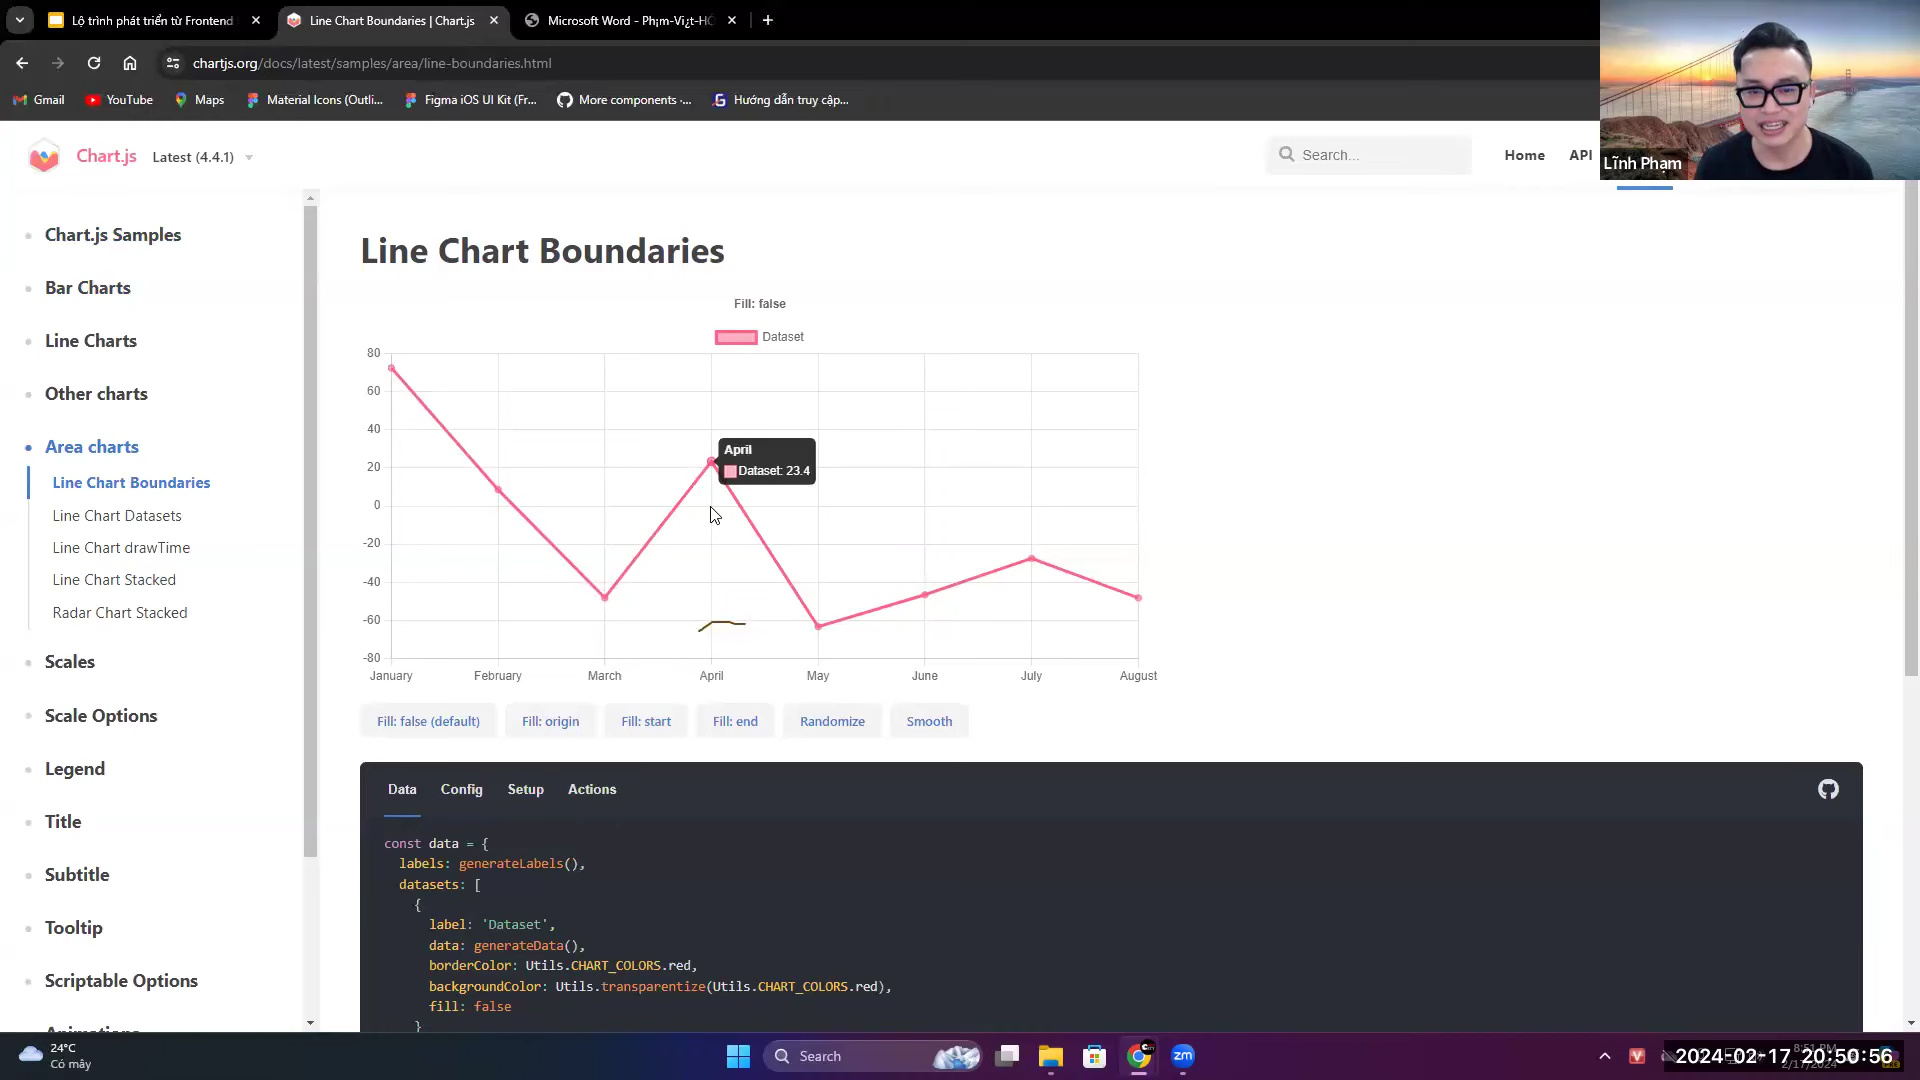 Lộ trình phát triển từ Frontend
Line Chart Boundaries | Chart.js
Microsoft Word - Ph¡m-Vi¿t-HÓ
chartjs.org/docs/latest/samples/area/line-boundaries.html
Gmail
YouTube
Maps
Material Icons (Outli...
Figma iOS UI Kit (Fr...
More components ·...
Hướng dẫn truy cập...
Lĩnh Phạm
Chart.js
Latest (4.4.1)
Search...
Home
API
Chart.js Samples
Bar Charts
Line Charts
Other charts
Area charts
Line Chart Boundaries
Line Chart Datasets
Line Chart drawTime
Line Chart Stacked
Radar Chart Stacked
Scales
Scale Options
Legend
Title
Subtitle
Tooltip
Scriptable Options
Animations
Line Chart Boundaries
Fill: false
Dataset
80
60
40
20
0
-20
-40
-60
-80
April
Dataset: 23.4
January
February
March
April
May
June
July
August
Fill: false (default)
Fill: origin
Fill: start
Fill: end
Randomize
Smooth
Data
Config
Setup
Actions
const data = {
labels: generateLabels(),
datasets: [
{
label: 'Dataset',
data: generateData(),
borderColor: Utils.CHART_COLORS.red,
backgroundColor: Utils.transparentize(Utils.CHART_COLORS.red),
fill: false
}
24°C
Có mây
Search
zm
V
2024-02-17 20:50:56